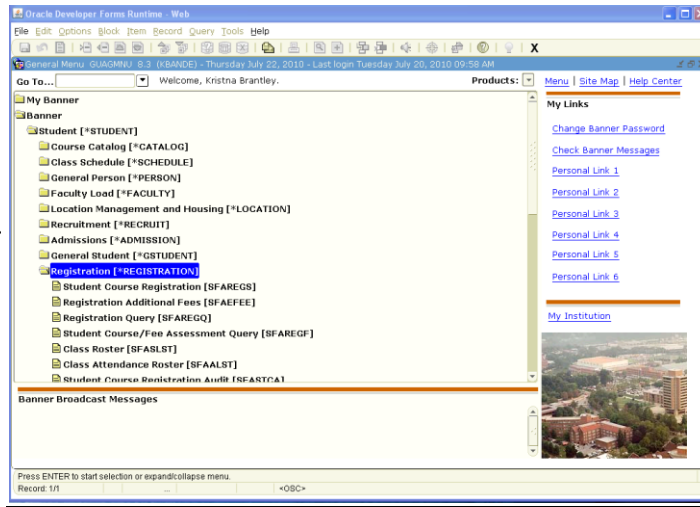 Oracle Developer Forms Runtime - Web
File Edit Options Block Item Record Query Tools Help
X
General Menu GUAGMNU 8.3 (KBANDE) - Thursday July 22, 2010 - Last login Tuesday July 20, 2010 09:58 AM
Go To... Welcome, Kristna Brantley. Products: Menu | Site Map | Help Center
My Banner
Banner
Student [*STUDENT]
Course Catalog [*CATALOG]
Class Schedule [*SCHEDULE]
General Person [*PERSON]
Faculty Load [*FACULTY]
Location Management and Housing [*LOCATION]
Recruitment [*RECRUIT]
Admissions [*ADMISSION]
General Student [*GSTUDENT]
Registration [*REGISTRATION]
Student Course Registration [SFAREGS]
Registration Additional Fees [SFAEFEE]
Registration Query [SFAREGQ]
Student Course/Fee Assessment Query [SFAREGF]
Class Roster [SFASLST]
Class Attendance Roster [SFAALST]
Student Course Registration Audit [SFASTCA]
My Links
Change Banner Password
Check Banner Messages
Personal Link 1
Personal Link 2
Personal Link 3
Personal Link 4
Personal Link 5
Personal Link 6
My Institution
Banner Broadcast Messages
Press ENTER to start selection or expand/collapse menu.
Record: 1/1 ... <OSC>